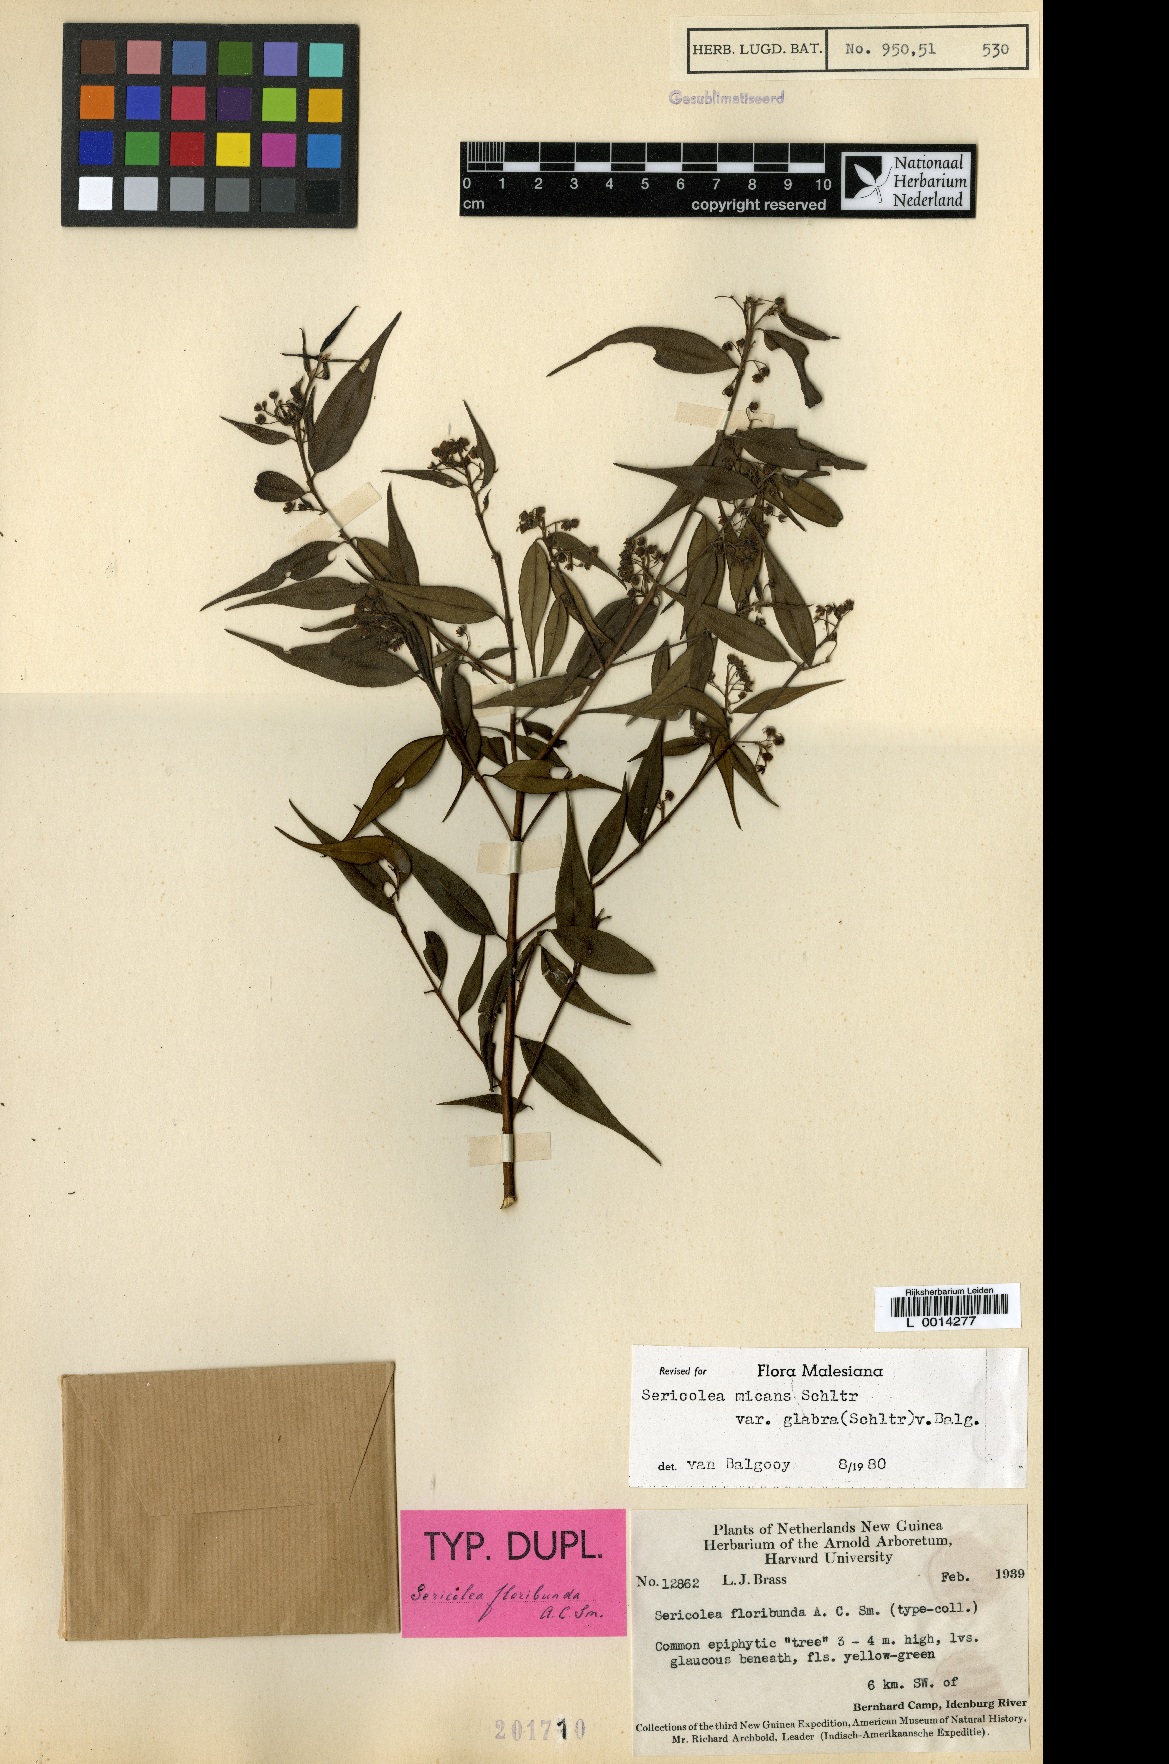 HERB. LUGD. BAT. No. 950,51 530
Gesublimatiseerd
0 1 2 3 4 5 6 7 8 9 10
cm copyright reserved
Nationaal
Herbarium
Nederland
Rijksherbarium Leiden
L 0014277
Revised for Flora Malesiana
Sericolea micans Schltr
var. glabra(Schltr)v.Balg.
det. van Balgooy 8/1980
TYP. DUPL.
Sericolea floribunda
A.C Sm.
Plants of Netherlands New Guinea
Herbarium of the Arnold Arboretum,
Harvard University
No. 12862 L. J. Brass Feb. 1939
Sericolea floribunda A. C. Sm. (type-coll.)
Common epiphytic "tree" 3 - 4 m. high, lvs.
glaucous beneath, fls. yellow-green
6 km. SW. of
Bernhard Camp, Idenburg River
Collections of the third New Guinea Expedition, American Museum of Natural History,
Mr. Richard Archbold, Leader (Indisch-Amerikaansche Expeditie).